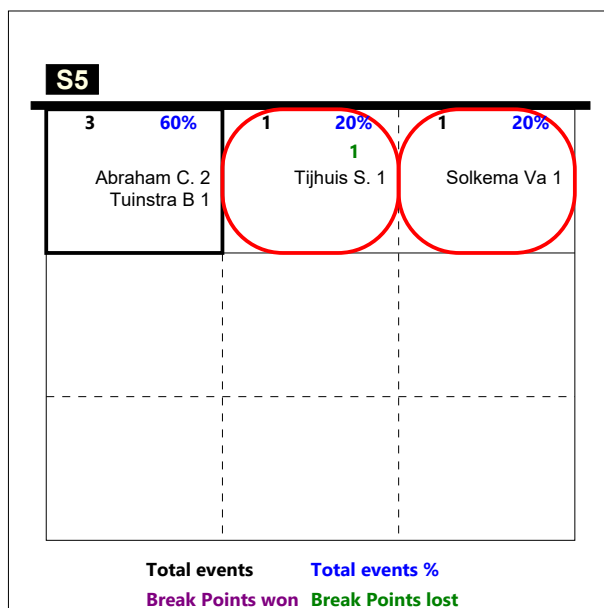 S5
3 60% 1 20% 1 20%
1
Abraham C. 2 Tijhuis S. 1 Solkema Va 1
Tuinstra B 1
Total events Total events %
Break Points won Break Points lost